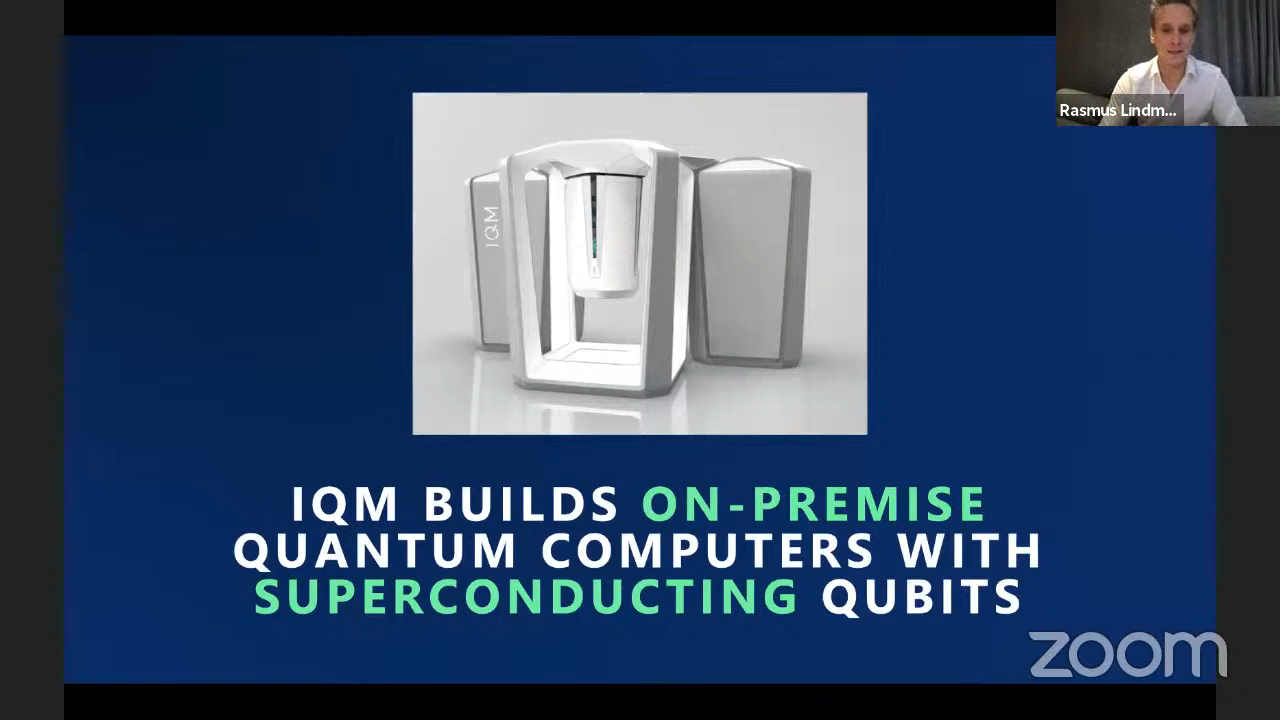 Rasmus Lindm...
IQM
IQM BUILDS ON-PREMISE
QUANTUM COMPUTERS WITH
SUPERCONDUCTING QUBITS
zoom